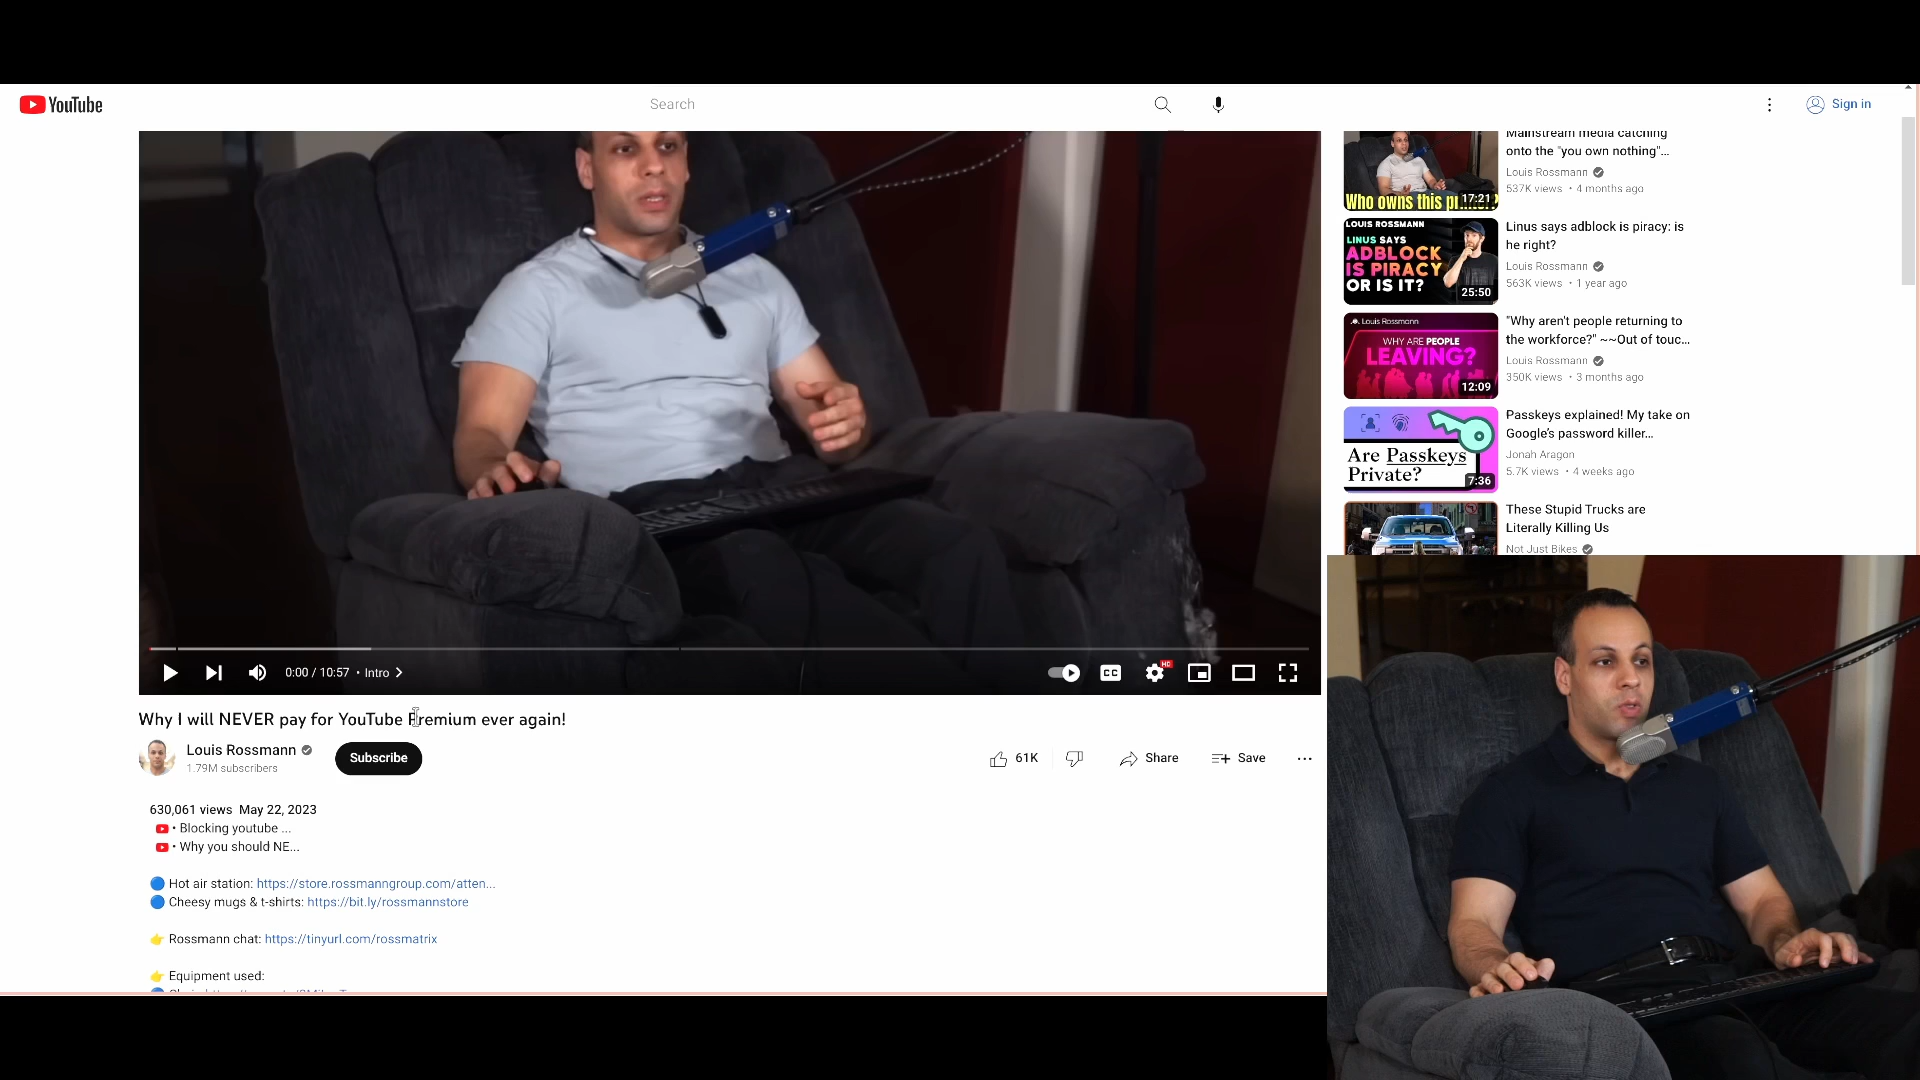 YouTube
Search
Sign in
Mainstream media catching
onto the "you own nothing"...
Louis Rossmann
537K views • 4 months ago
Who owns this
17:21
Linus says adblock is piracy: is
he right?
Louis Rossmann
563K views • 1 year ago
LOUIS ROSSMANN
LINUS SAYS
ADBLOCK
IS PIRACY
OR IS IT?
25:50
"Why aren't people returning to
the workforce?" ~~Out of touc...
Louis Rossmann
350K views • 3 months ago
Louis Rossmann
WHY ARE PEOPLE
LEAVING?
12:09
Passkeys explained! My take on
Google's password killer...
Jonah Aragon
5.7K views • 4 weeks ago
Are Passkeys
Private?
7:36
These Stupid Trucks are
Literally Killing Us
Not Just Bikes
0:00 / 10:57 • Intro
CC
HD
Why I will NEVER pay for YouTube Premium ever again!
Louis Rossmann
1.79M subscribers
Subscribe
61K
Share
Save
630,061 views May 22, 2023
• Blocking youtube ...
• Why you should NE...
Hot air station: https://store.rossmanngroup.com/atten...
Cheesy mugs & t-shirts: https://bit.ly/rossmannstore
Rossmann chat: https://tinyurl.com/rossmatrix
Equipment used: